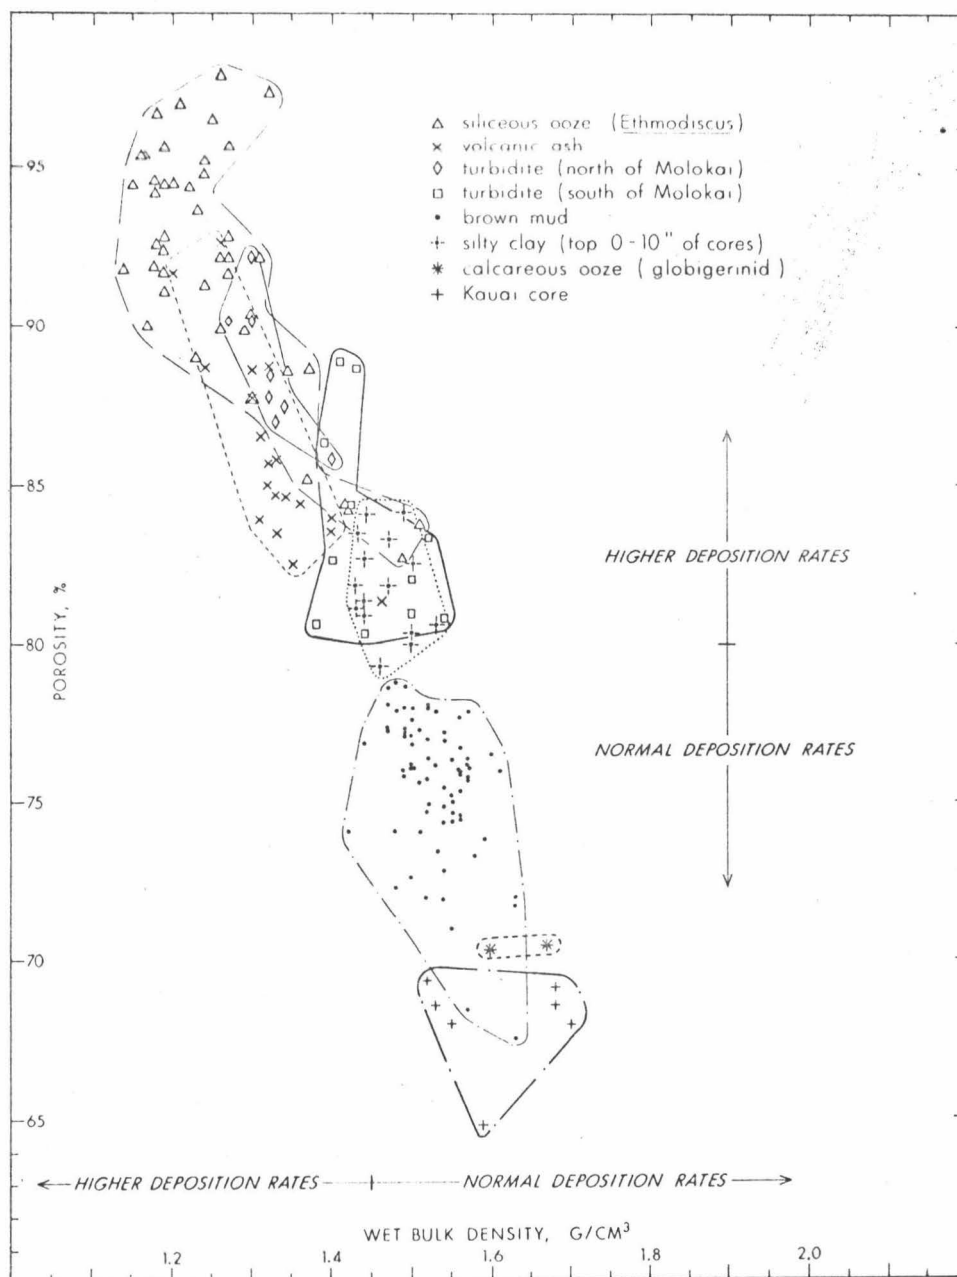 △ siliceous ooze (Ethmodiscus)
× volcanic ash
◊ turbidite (north of Molokai)
□ turbidite (south of Molokai)
• brown mud
silty clay (top 0-10" of cores)
✳ calcareous ooze (globigerinid)
+ Kauai core
95
90
85
80
75
70
65
POROSITY, %
HIGHER DEPOSITION RATES
NORMAL DEPOSITION RATES
HIGHER DEPOSITION RATES
NORMAL DEPOSITION RATES
WET BULK DENSITY, G/CM³
1.2 1.4 1.6 1.8 2.0